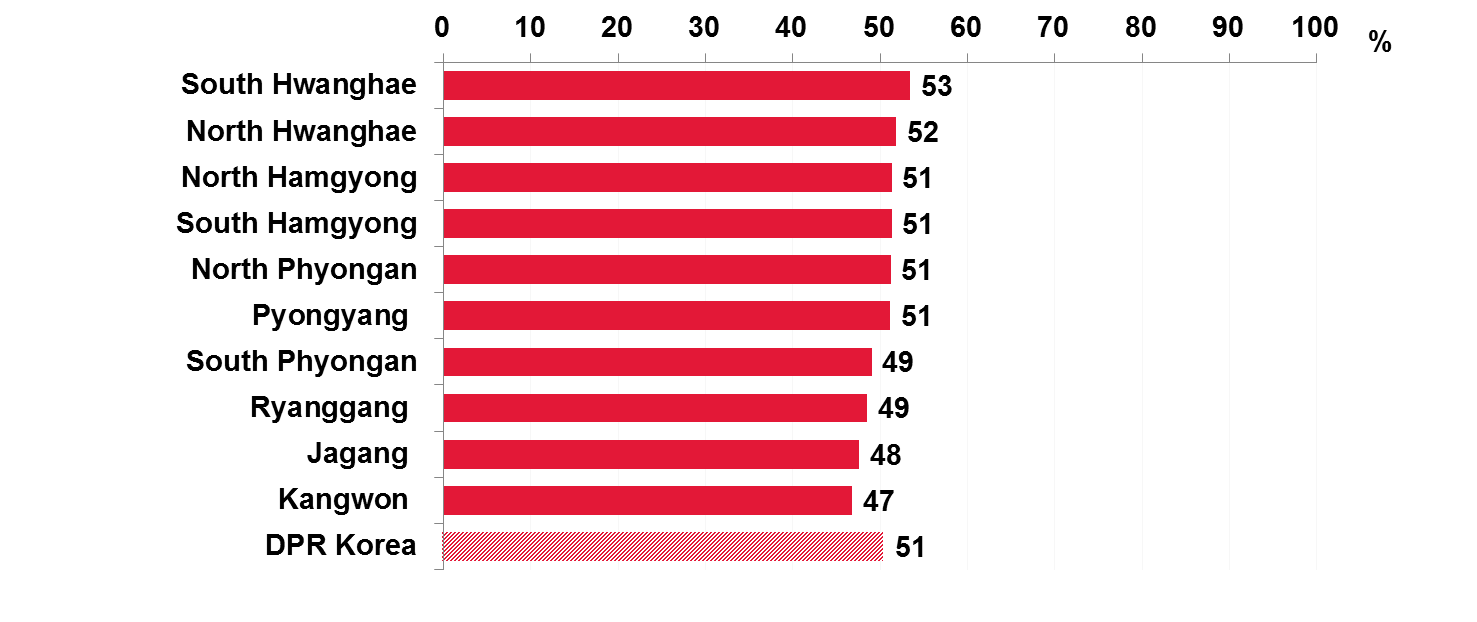 0 10 20 30 40 50 60 70 80 90 100 %
South Hwanghae 53
North Hwanghae 52
North Hamgyong 51
South Hamgyong 51
North Phyongan 51
Pyongyang 51
South Phyongan 49
Ryanggang 49
Jagang 48
Kangwon 47
DPR Korea 51